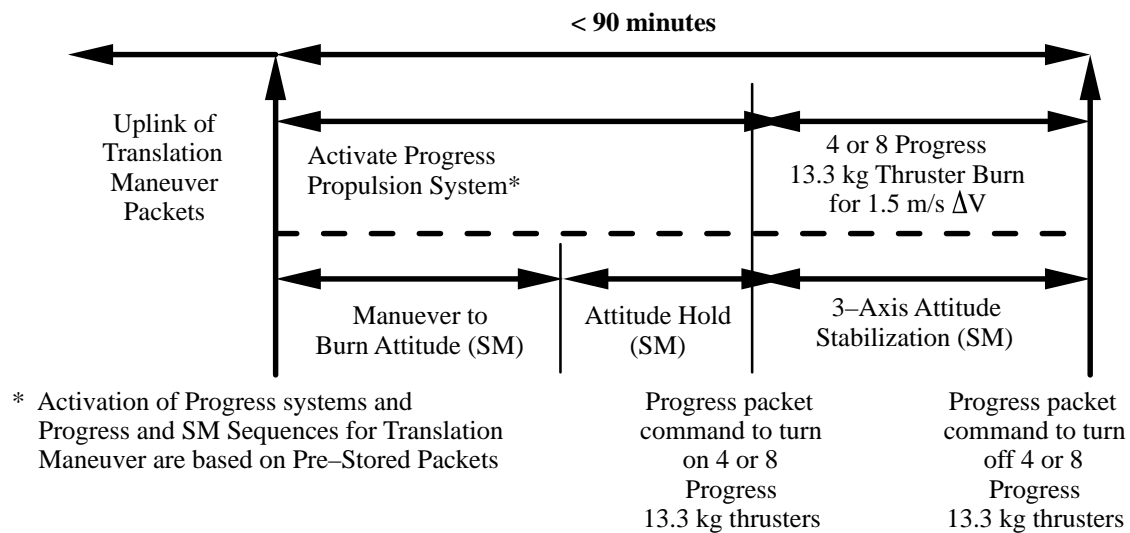 < 90 minutes
Uplink of
Translation
Maneuver
Packets
Activate Progress
Propulsion System*
4 or 8 Progress
13.3 kg Thruster Burn
for 1.5 m/s ΔV
Manuever to
Burn Attitude (SM)
Attitude Hold
(SM)
3–Axis Attitude
Stabilization (SM)
* Activation of Progress systems and
Progress and SM Sequences for Translation
Maneuver are based on Pre–Stored Packets
Progress packet
command to turn
on 4 or 8
Progress
13.3 kg thrusters
Progress packet
command to turn
off 4 or 8
Progress
13.3 kg thrusters